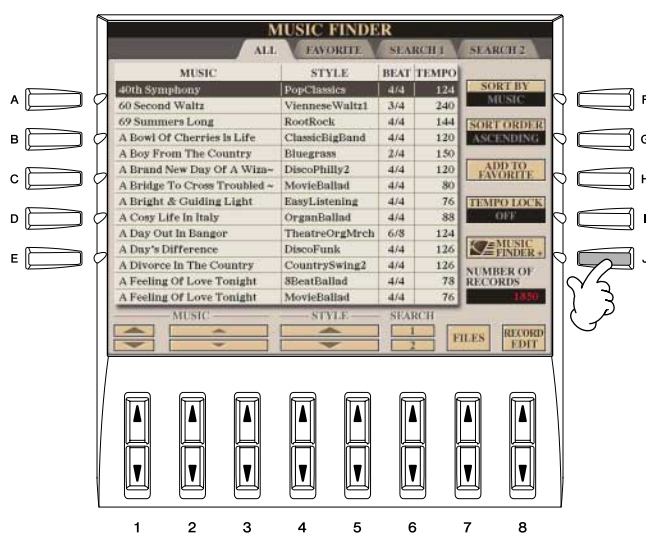 MUSIC FINDER
ALL FAVORITE SEARCH 1 SEARCH 2
MUSIC STYLE BEAT TEMPO
40th Symphony PopClassics 4/4 124
60 Second Waltz VienneseWaltz1 3/4 240
69 Summers Long RootRock 4/4 144
A Bowl Of Cherries Is Life ClassicBigBand 4/4 120
A Boy From The Country Bluegrass 2/4 150
A Brand New Day Of A Wiza~ DiscoPhilly2 4/4 120
A Bridge To Cross Troubled ~ MovieBallad 4/4 80
A Bright & Guiding Light EasyListening 4/4 76
A Cosy Life In Italy OrganBallad 4/4 88
A Day Out In Bangor TheatreOrgMrch 6/8 124
A Day's Difference DiscoFunk 4/4 126
A Divorce In The Country CountrySwing2 4/4 126
A Feeling Of Love Tonight 8BeatBallad 4/4 78
A Feeling Of Love Tonight MovieBallad 4/4 76
SORT BY
MUSIC
SORT ORDER
ASCENDING
ADD TO
FAVORITE
TEMPO LOCK
OFF
MUSIC
FINDER +
NUMBER OF
RECORDS
1850
MUSIC STYLE SEARCH
1
2
FILES
RECORD
EDIT
A
B
C
D
E
F
G
H
I
J
1 2 3 4 5 6 7 8